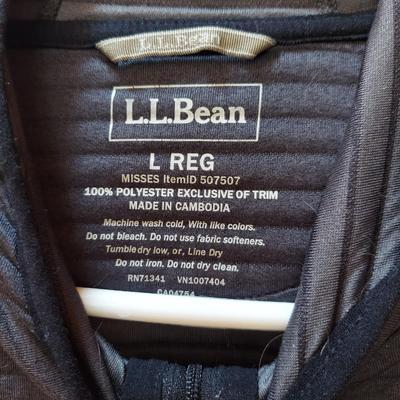 L.L.Bean
L.L.Bean
L REG
MISSES ItemID 507507
100% POLYESTER EXCLUSIVE OF TRIM
MADE IN CAMBODIA
Machine wash cold, With like colors.
Do not bleach. Do not use fabric softeners.
Tumble dry low, or, Line Dry
Do not iron. Do not dry clean.
RN71341 VN1007404
CA04754